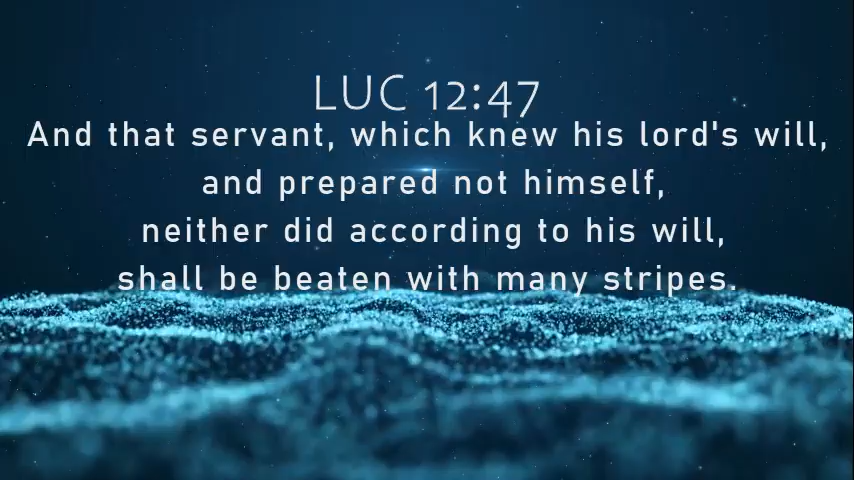 LUC 12:47
And that servant, which knew his lord's will,
and prepared not himself,
neither did according to his will,
shall be beaten with many stripes.